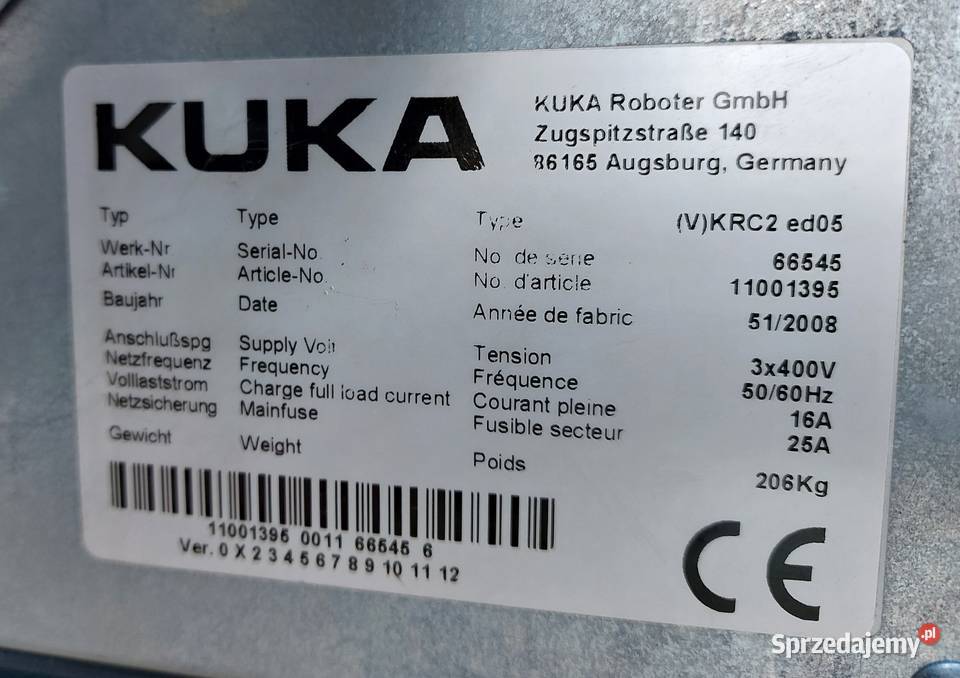 KUKA
KUKA Roboter GmbH
Zugspitzstraße 140
86165 Augsburg, Germany
Typ Type Type (V)KRC2 ed05
Werk-Nr Serial-No. No. de série 66545
Artikel-Nr Article-No. No. d'article 11001395
Baujahr Date Année de fabric 51/2008
Anschlußspg Supply Volt Tension 3x400V
Netzfrequenz Frequency Fréquence 50/60Hz
Volllaststrom Charge full load current Courant pleine 16A
Netzsicherung Mainfuse Fusible secteur 25A
Gewicht Weight Poids 206Kg
11001395 0011 66545 6
Ver. 0 X 2 3 4 5 6 7 8 9 10 11 12
CE
Sprzedajemy.pl